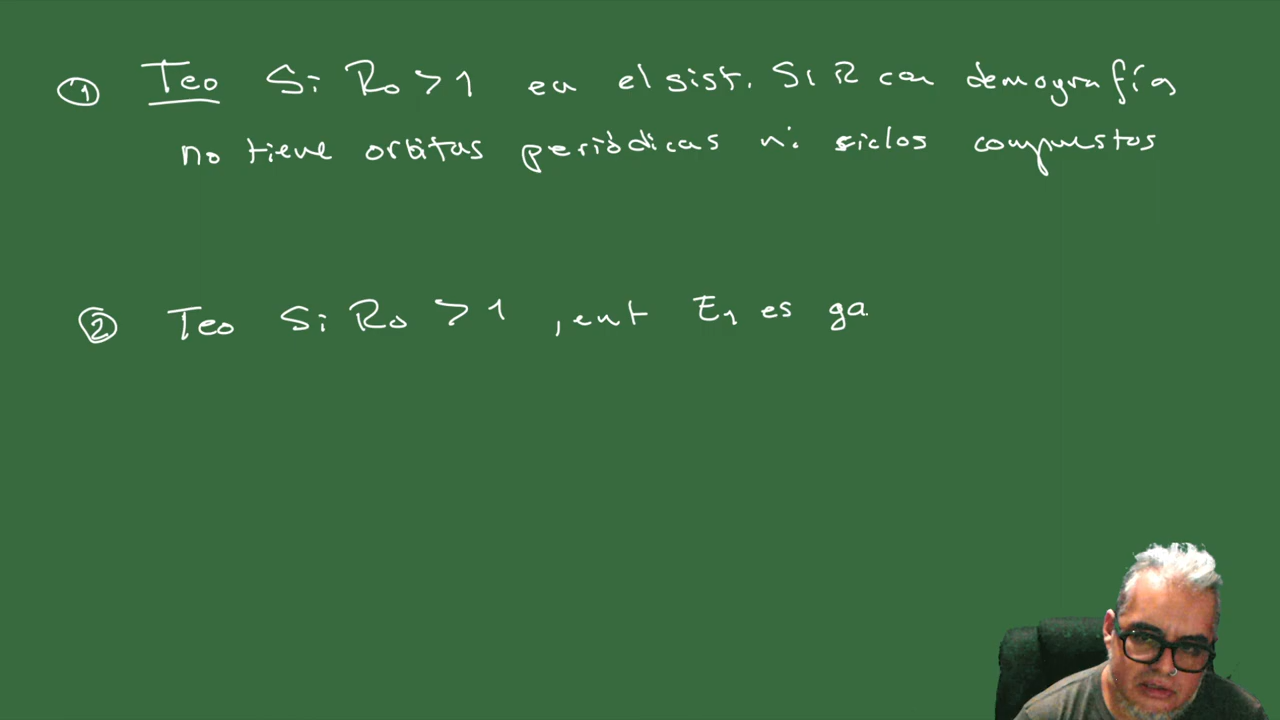 ① Teo Si Ro > 1 en el sist. SiR con demografía
no tiene orbitas periódicas ni siclos compuestos
② Teo Si Ro > 1 , ent E1 es ga